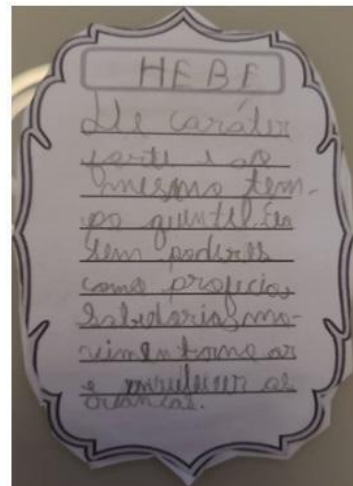 HEBE
De caráter
forte e ao
mesmo tem-
po gentil. Ela
tem poderes
como profecia,
Sabedoria, mo-
vimento no ar
e as
crianças.